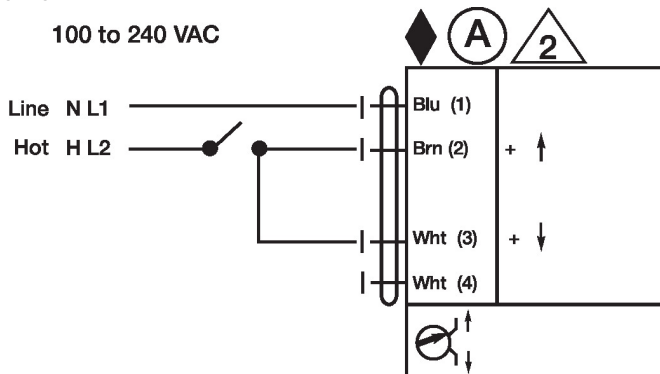 100 to 240 VAC
A
2
Line N L1
Blu (1)
Hot H L2
Brn (2) +
Wht (3) +
Wht (4)